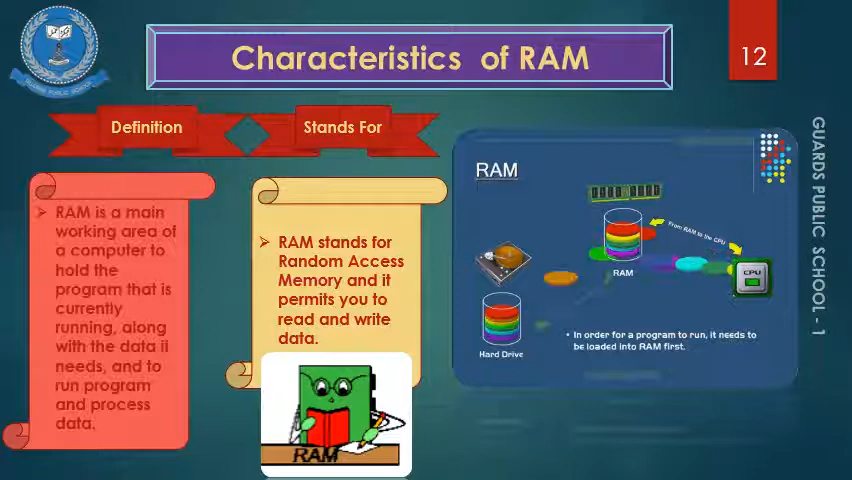 Characteristics of RAM
12
Definition
Stands For
RAM is a main
working area of
a computer to
hold the
program that is
currently
running, along
with the data ii
needs, and to
run program
and process
data.
RAM stands for
Random Access
Memory and it
permits you to
read and write
data.
RAM
RAM
From RAM to the CPU
RAM
CPU
Hard Drive
• In order for a program to run, it needs to
be loaded into RAM first.
GUARDS PUBLIC SCHOOL - 1
GUARDS PUBLIC SCHOOL